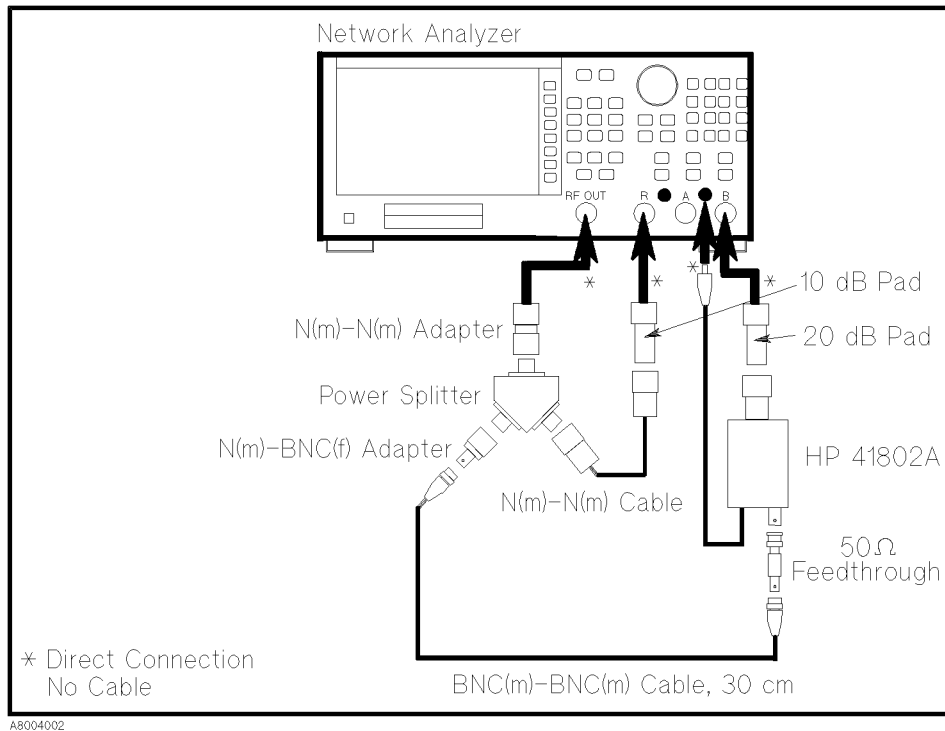 Network Analyzer
RF OUT
R
A
B
*
*
*
*
10 dB Pad
N(m)-N(m) Adapter
20 dB Pad
Power Splitter
N(m)-BNC(f) Adapter
HP 41802A
N(m)-N(m) Cable
50Ω
Feedthrough
* Direct Connection
No Cable
BNC(m)-BNC(m) Cable, 30 cm
A8004002